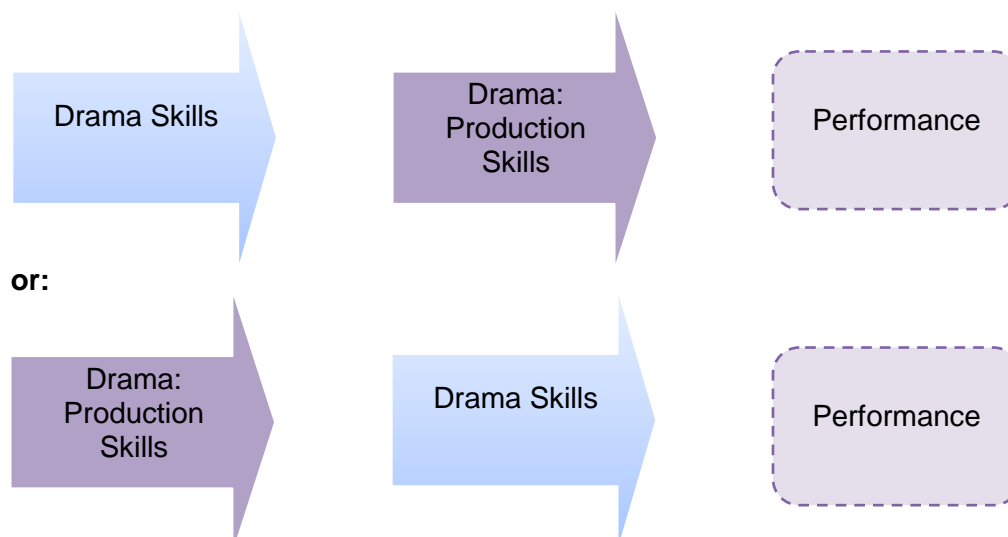 Drama Skills
Drama:
Production
Skills
Performance
or:
Drama:
Production
Skills
Drama Skills
Performance